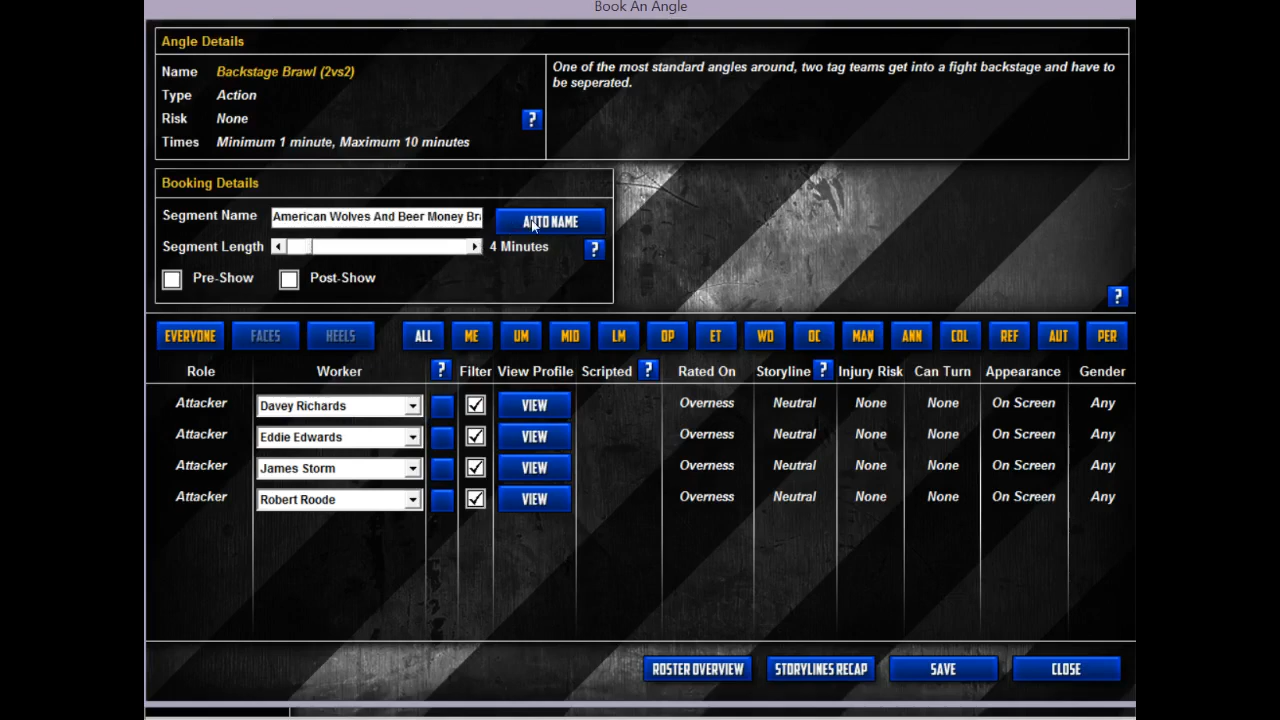 Book An Angle
Angle Details
Name Backstage Brawl (2vs2)
Type Action
Risk None
?
Times Minimum 1 minute, Maximum 10 minutes
One of the most standard angles around, two tag teams get into a fight backstage and have to
be seperated.
Booking Details
Segment Name American Wolves And Beer Money Bra AUTO NAME
Segment Length 4 Minutes ?
Pre-Show Post-Show
?
EVERYONE FACES HEELS ALL ME UM MID LM OP ET WO OC MAN ANN COL REF AUT PER
Role Worker ? Filter View Profile Scripted ? Rated On Storyline ? Injury Risk Can Turn Appearance Gender
Attacker Davey Richards VIEW Overness Neutral None None On Screen Any
Attacker Eddie Edwards VIEW Overness Neutral None None On Screen Any
Attacker James Storm VIEW Overness Neutral None None On Screen Any
Attacker Robert Roode VIEW Overness Neutral None None On Screen Any
ROSTER OVERVIEW STORYLINES RECAP SAVE CLOSE